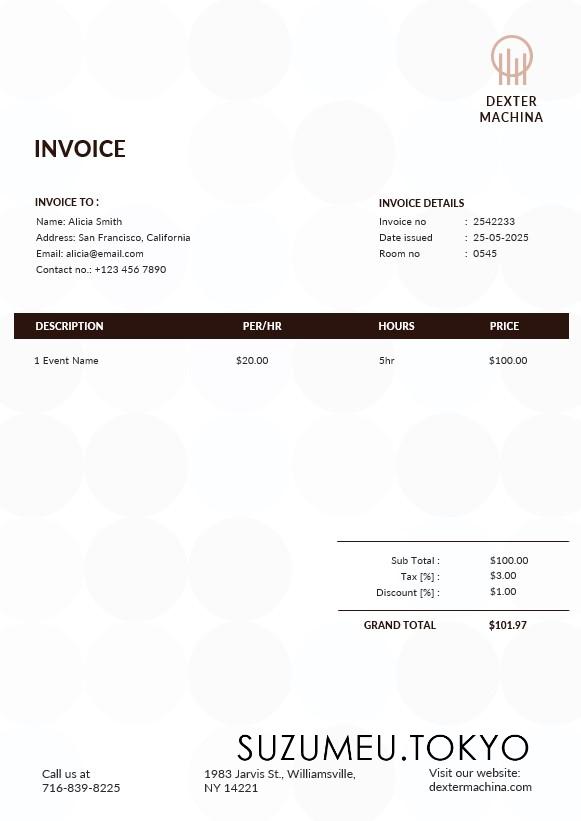 DEXTER
MACHINA
INVOICE
INVOICE TO :
Name: Alicia Smith
Address: San Francisco, California
Email: alicia@email.com
Contact no.: +123 456 7890
INVOICE DETAILS
Invoice no : 2542233
Date issued : 25-05-2025
Room no : 0545
DESCRIPTION PER/HR HOURS PRICE
1 Event Name $20.00 5hr $100.00
Sub Total : $100.00
Tax [%] : $3.00
Discount [%] : $1.00
GRAND TOTAL $101.97
SUZUMEU.TOKYO
Call us at
716-839-8225
1983 Jarvis St., Williamsville,
NY 14221
Visit our website:
dextermachina.com